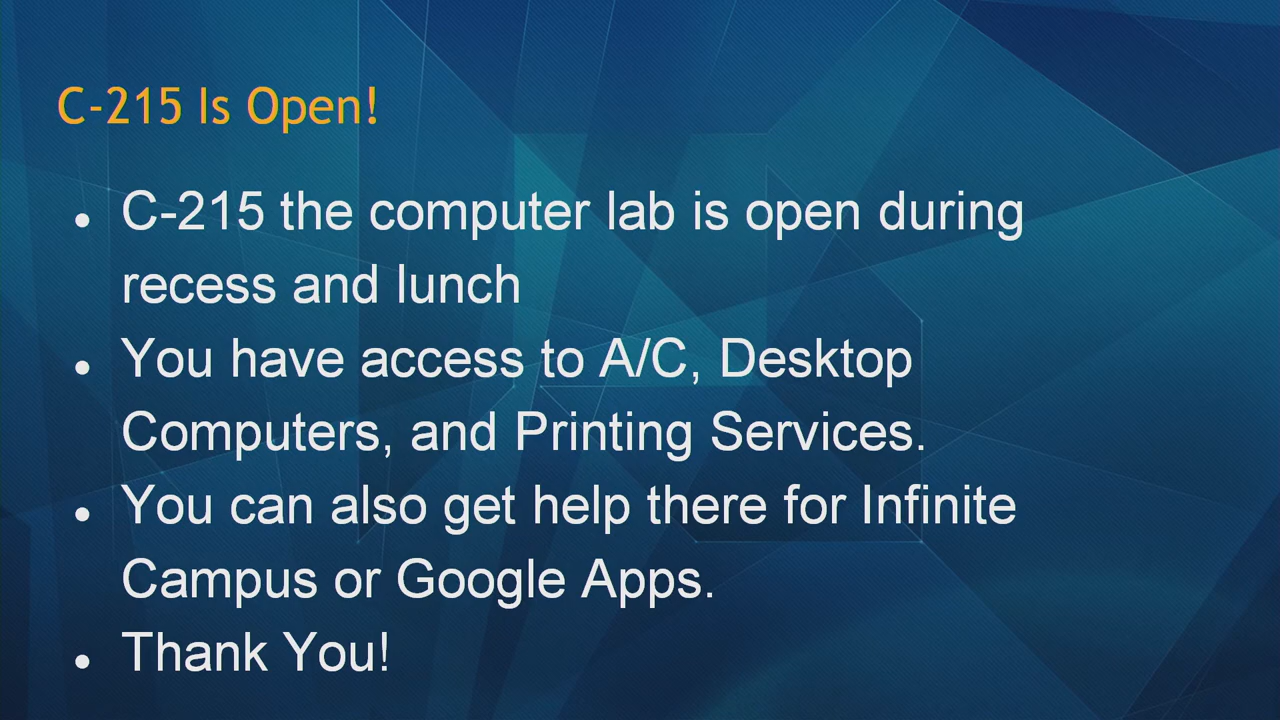 C-215 Is Open!
• C-215 the computer lab is open during
recess and lunch
• You have access to A/C, Desktop
Computers, and Printing Services.
• You can also get help there for Infinite
Campus or Google Apps.
• Thank You!